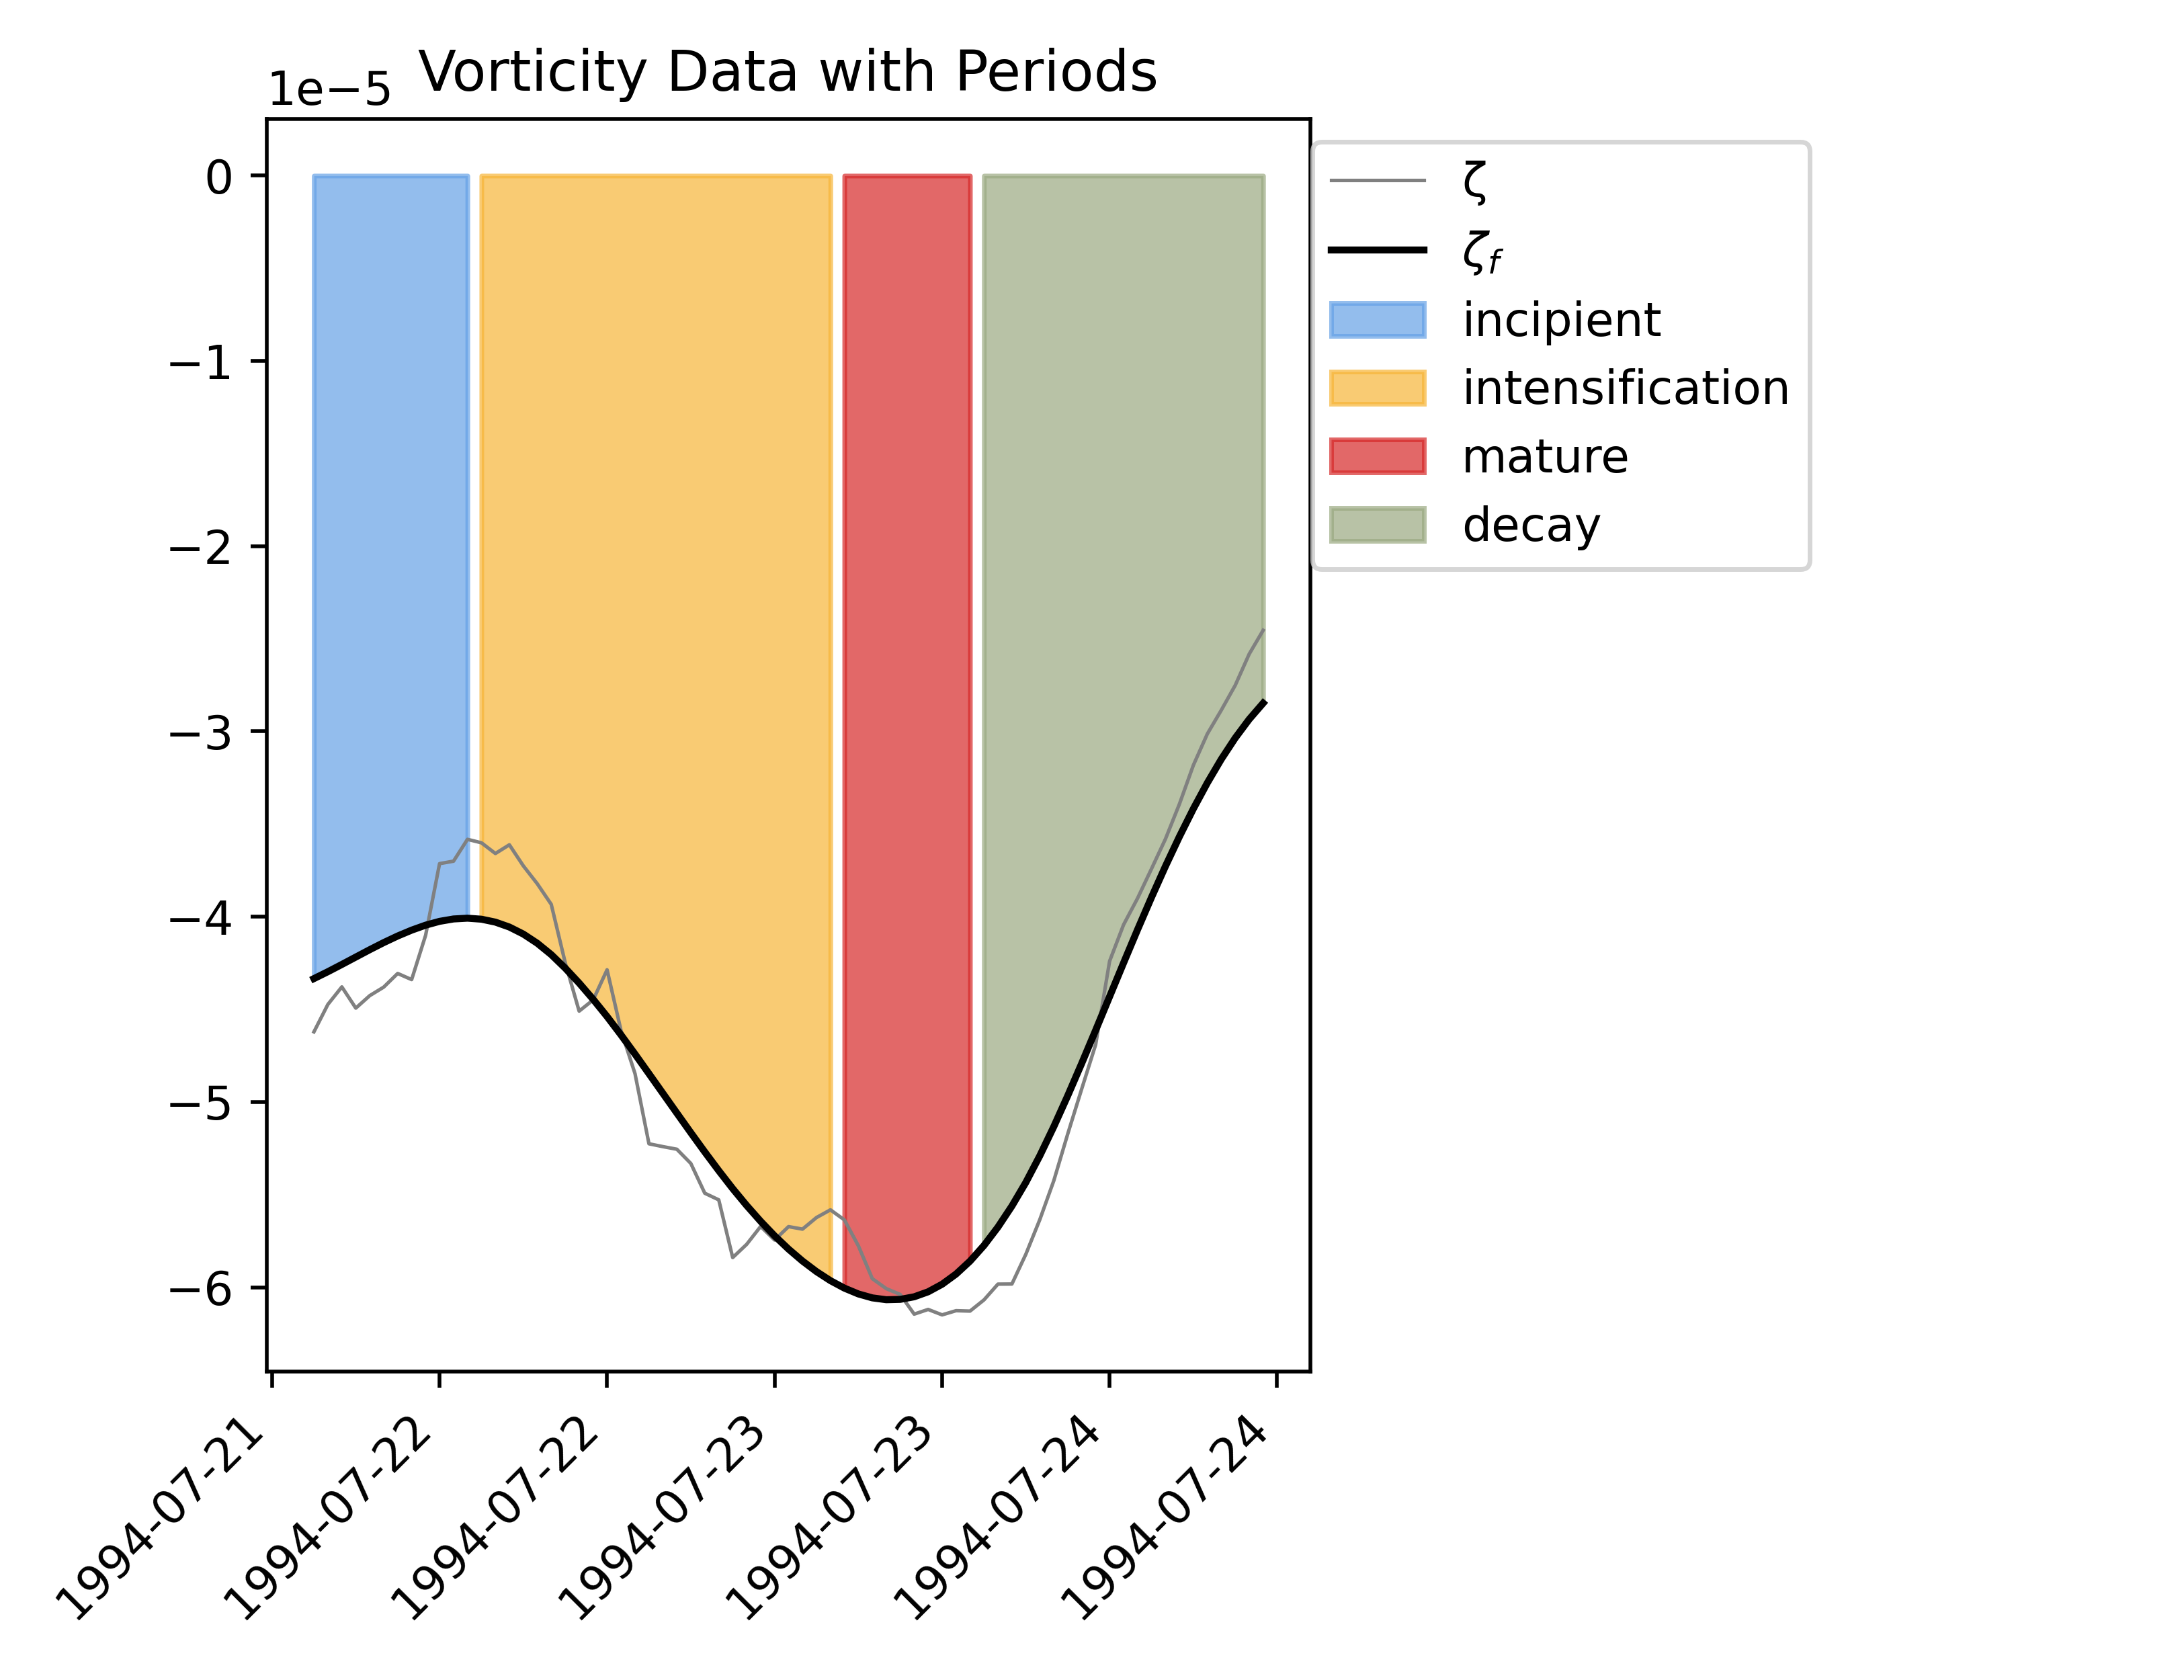 Vorticity Data with Periods
1e−5
0
−1
−2
−3
−4
−5
−6
1994-07-21
1994-07-22
1994-07-22
1994-07-23
1994-07-23
1994-07-24
1994-07-24
ζ
ζf
incipient
intensification
mature
decay